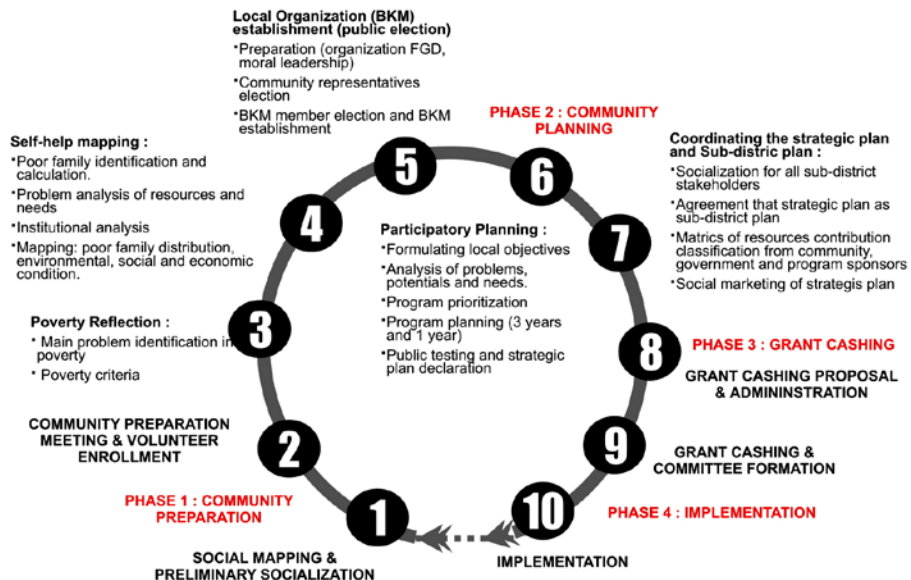 Local Organization (BKM)
establishment (public election)
•Preparation (organization FGD,
moral leadership)
•Community representatives
election
•BKM member election and BKM
establishment
PHASE 2 : COMMUNITY
PLANNING
Self-help mapping :
•Poor family identification and
calculation.
•Problem analysis of resources and
needs
•Institutional analysis
•Mapping: poor family distribution,
environmental, social and economic
condition.
Coordinating the strategic plan
and Sub-distric plan :
•Socialization for all sub-district
stakeholders
•Agreement that strategic plan as
sub-district plan
•Matrics of resources contribution
classification from community,
government and program sponsors
•Social marketing of strategis plan
5
6
4
7
Participatory Planning :
•Formulating local objectives
•Analysis of problems,
potentials and needs.
•Program prioritization
•Program planning (3 years
and 1 year)
•Public testing and strategic
plan declaration
Poverty Reflection :
• Main problem identification in
poverty
• Poverty criteria
3
8
PHASE 3 : GRANT CASHING
GRANT CASHING PROPOSAL
& ADMININSTRATION
COMMUNITY PREPARATION
MEETING & VOLUNTEER
ENROLLMENT
2
9
GRANT CASHING &
COMMITTEE FORMATION
PHASE 1 : COMMUNITY
PREPARATION
1
10
PHASE 4 : IMPLEMENTATION
SOCIAL MAPPING &
PRELIMINARY SOCIALIZATION
IMPLEMENTATION